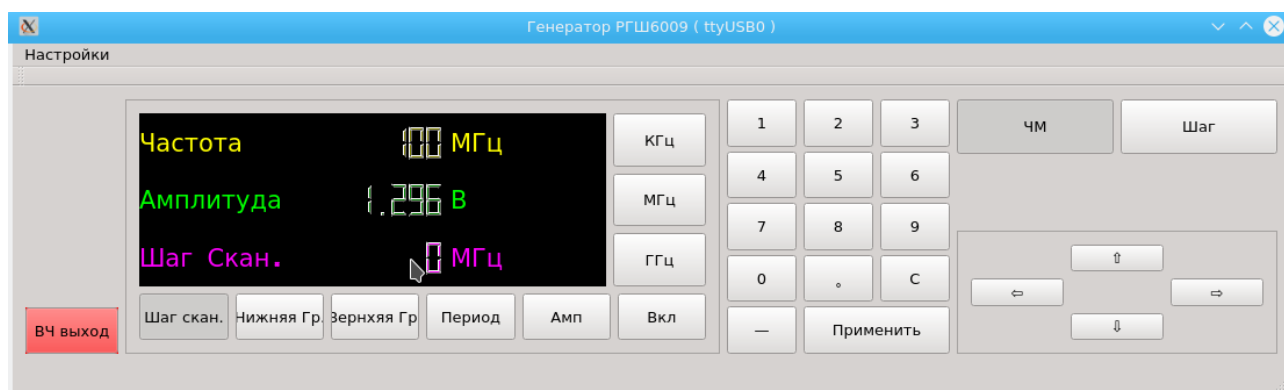 Генератор РГШ6009 ( ttyUSB0 )
Настройки
Частота 100 МГц
Амплитуда 1.296 В
Шаг Скан. 0 МГц
КГц
МГц
ГГц
Шаг скан. Нижняя Гр. Вернхяя Гр Период Амп Вкл
ВЧ выход
1 2 3
4 5 6
7 8 9
0 . С
— Применить
ЧМ Шаг
⇧
⇦ ⇨
⇩